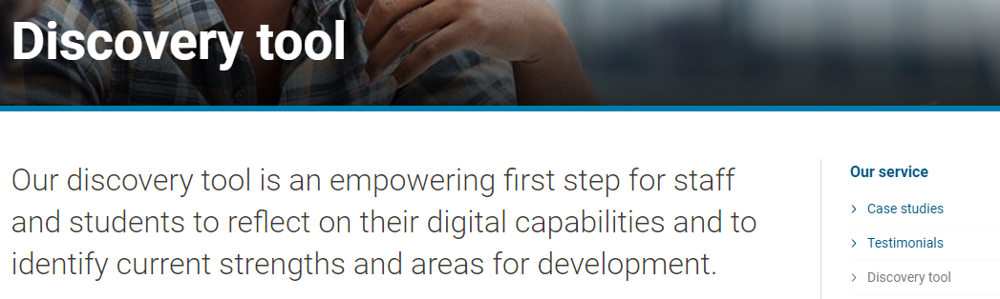 Discovery tool
Our discovery tool is an empowering first step for staff
and students to reflect on their digital capabilities and to
identify current strengths and areas for development.
Our service
Case studies
Testimonials
Discovery tool